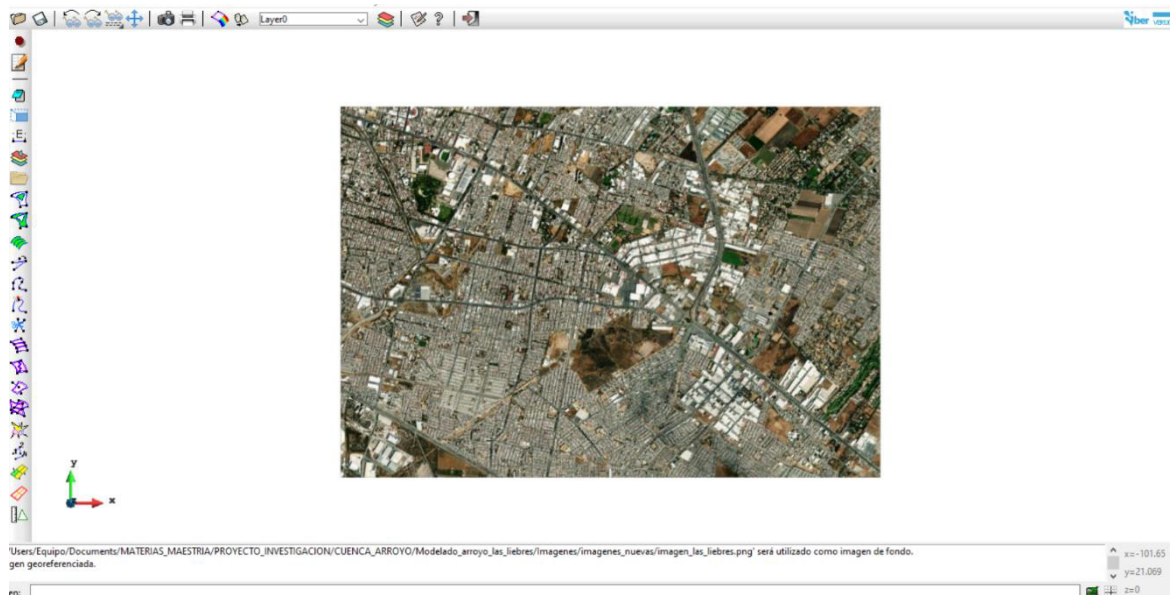 Layer0
iber
E
y
x
'Users/Equipo/Documents/MATERIAS_MAESTRIA/PROYECTO_INVESTIGACION/CUENCA_ARROYO/Modelado_arroyo_las_liebres/Imagenes/imagenes_nuevas/imagen_las_liebres.png' será utilizado como imagen de fondo.
gen georeferenciada.
x=-101.65
y=21.069
z=0